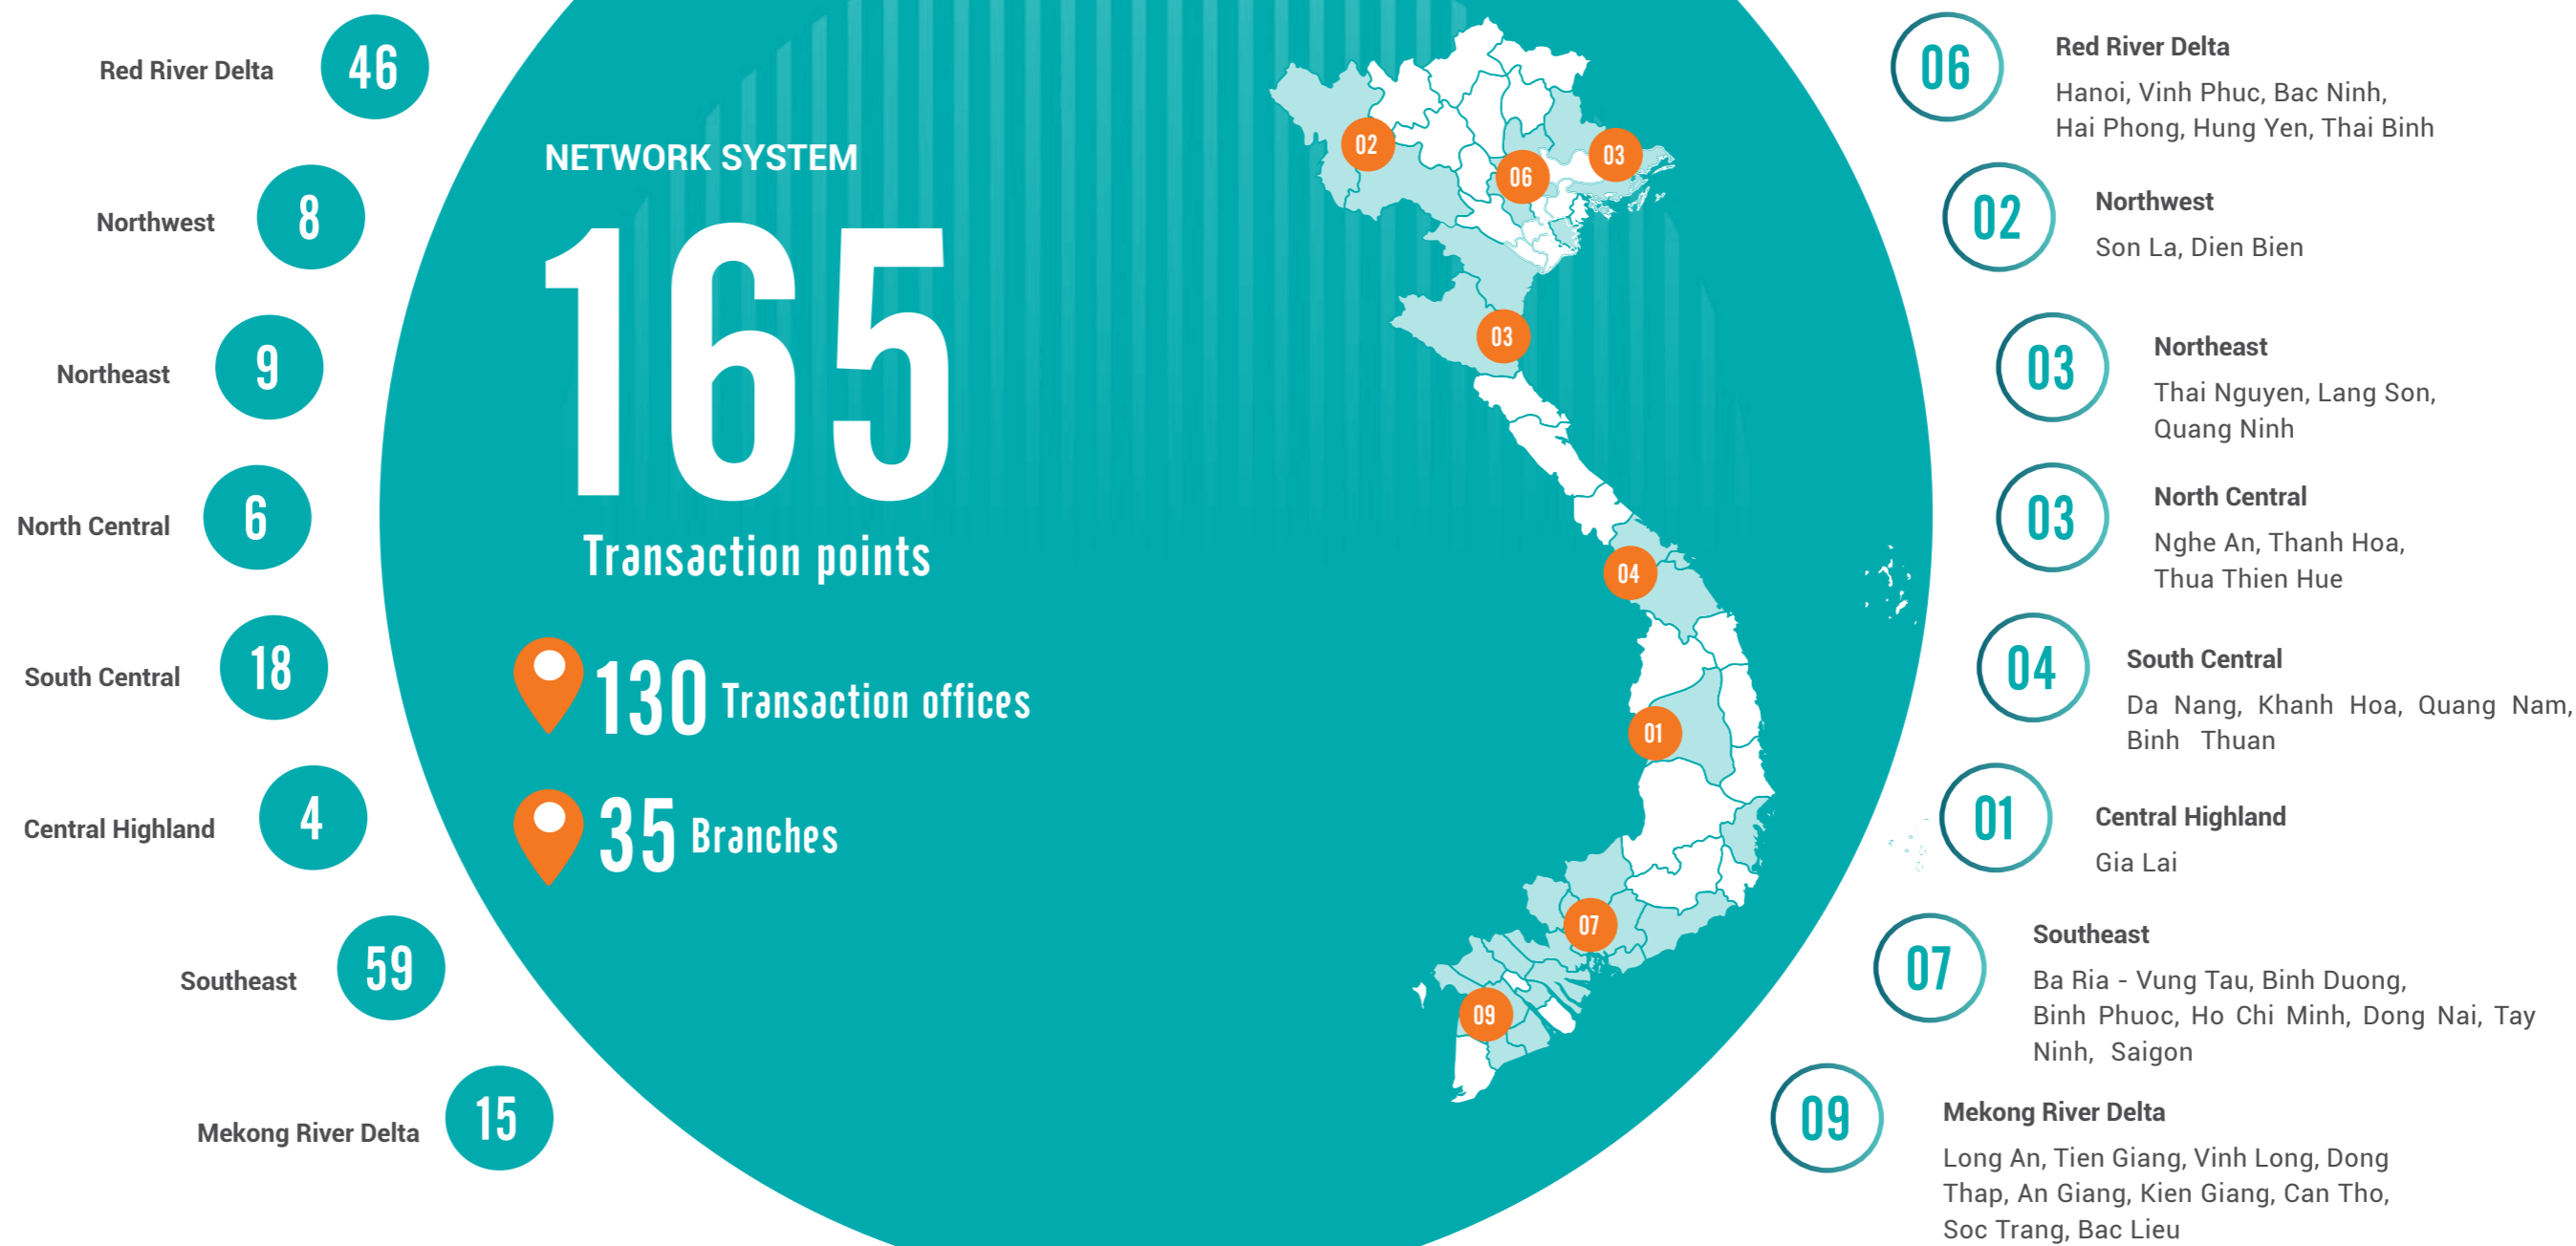 Red River Delta
46
Northwest
8
Northeast
9
North Central
6
South Central
18
Central Highland
4
Southeast
59
Mekong River Delta
15
NETWORK SYSTEM
165
Transaction points
130 Transaction offices
35 Branches
02
06
03
03
04
01
07
09
06
Red River Delta
Hanoi, Vinh Phuc, Bac Ninh,
Hai Phong, Hung Yen, Thai Binh
02
Northwest
Son La, Dien Bien
03
Northeast
Thai Nguyen, Lang Son,
Quang Ninh
03
North Central
Nghe An, Thanh Hoa,
Thua Thien Hue
04
South Central
Da Nang, Khanh Hoa, Quang Nam,
Binh Thuan
01
Central Highland
Gia Lai
07
Southeast
Ba Ria - Vung Tau, Binh Duong,
Binh Phuoc, Ho Chi Minh, Dong Nai, Tay
Ninh, Saigon
09
Mekong River Delta
Long An, Tien Giang, Vinh Long, Dong
Thap, An Giang, Kien Giang, Can Tho,
Soc Trang, Bac Lieu